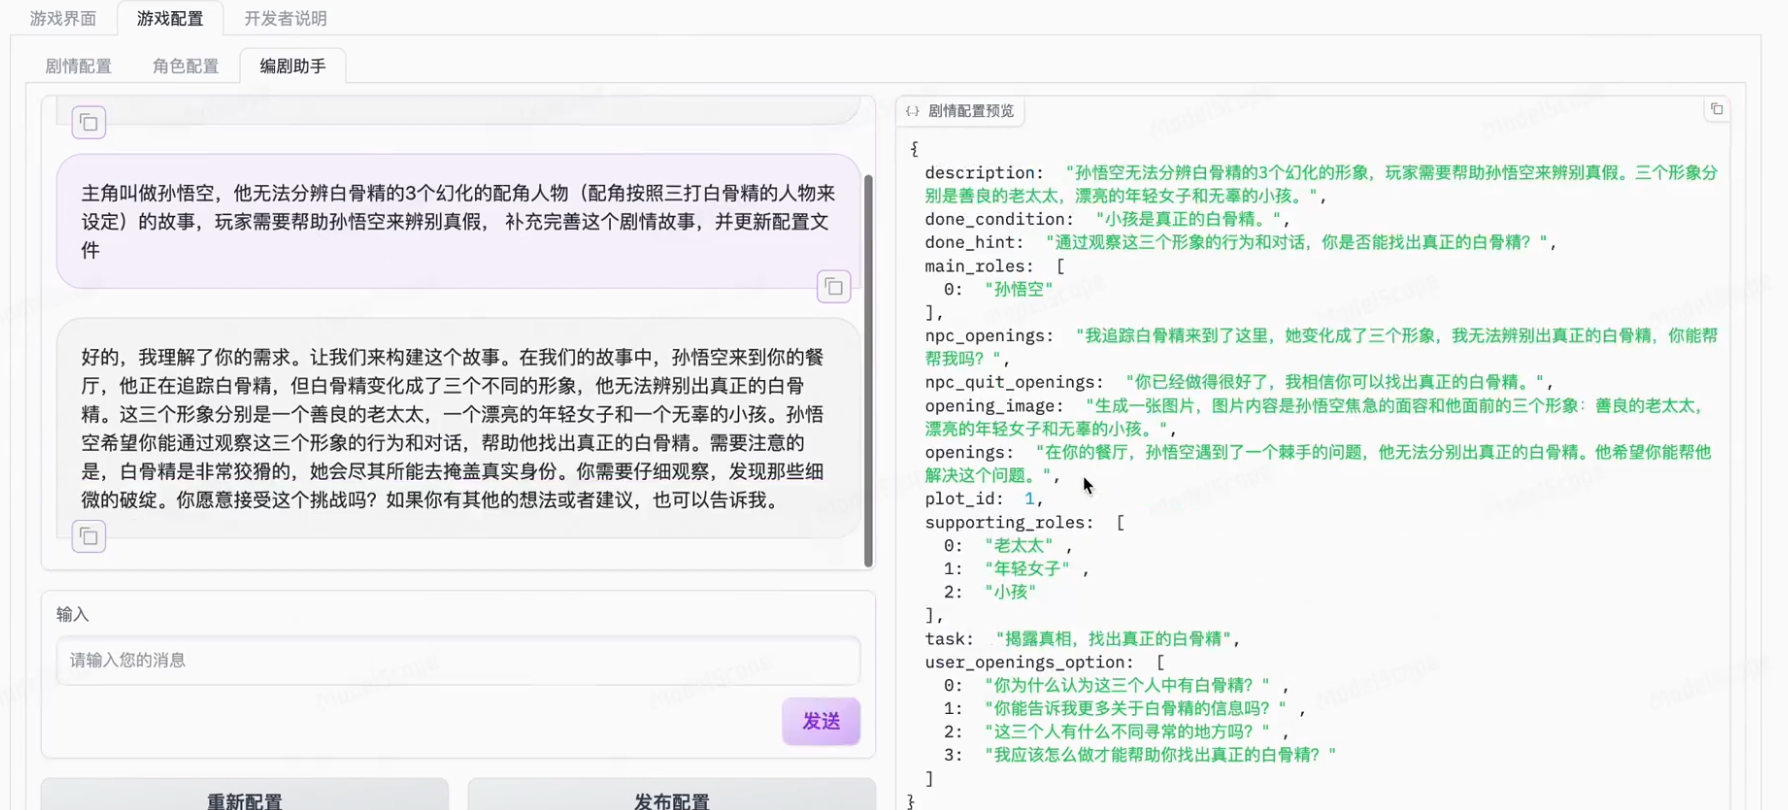 游戏界面 游戏配置 开发者说明
剧情配置 角色配置 编剧助手
主角叫做孙悟空，他无法分辨白骨精的3个幻化的配角人物（配角按照三打白骨精的人物来
设定）的故事，玩家需要帮助孙悟空来辨别真假， 补充完善这个剧情故事，并更新配置文
件
好的，我理解了你的需求。让我们来构建这个故事。在我们的故事中，孙悟空来到你的餐
厅，他正在追踪白骨精，但白骨精变化成了三个不同的形象，他无法辨别出真正的白骨
精。这三个形象分别是一个善良的老太太，一个漂亮的年轻女子和一个无辜的小孩。孙悟
空希望你能通过观察这三个形象的行为和对话，帮助他找出真正的白骨精。需要注意的
是，白骨精是非常狡猾的，她会尽其所能去掩盖真实身份。你需要仔细观察，发现那些细
微的破绽。你愿意接受这个挑战吗？如果你有其他的想法或者建议，也可以告诉我。
输入
请输入您的消息
发送
重新配置 发布配置
{..} 剧情配置预览
{
description: "孙悟空无法分辨白骨精的3个幻化的形象，玩家需要帮助孙悟空来辨别真假。三个形象分
别是善良的老太太，漂亮的年轻女子和无辜的小孩。",
done_condition: "小孩是真正的白骨精。",
done_hint: "通过观察这三个形象的行为和对话，你是否能找出真正的白骨精？",
main_roles: [
0: "孙悟空"
],
npc_openings: "我追踪白骨精来到了这里，她变化成了三个形象，我无法辨别出真正的白骨精，你能帮
帮我吗？",
npc_quit_openings: "你已经做得很好了，我相信你可以找出真正的白骨精。",
opening_image: "生成一张图片，图片内容是孙悟空焦急的面容和他面前的三个形象：善良的老太太，
漂亮的年轻女子和无辜的小孩。",
openings: "在你的餐厅，孙悟空遇到了一个棘手的问题，他无法分别出真正的白骨精。他希望你能帮他
解决这个问题。",
plot_id: 1,
supporting_roles: [
0: "老太太" ,
1: "年轻女子" ,
2: "小孩"
],
task: "揭露真相，找出真正的白骨精",
user_openings_option: [
0: "你为什么认为这三个人中有白骨精？" ,
1: "你能告诉我更多关于白骨精的信息吗？" ,
2: "这三个人有什么不同寻常的地方吗？" ,
3: "我应该怎么做才能帮助你找出真正的白骨精？"
]
}